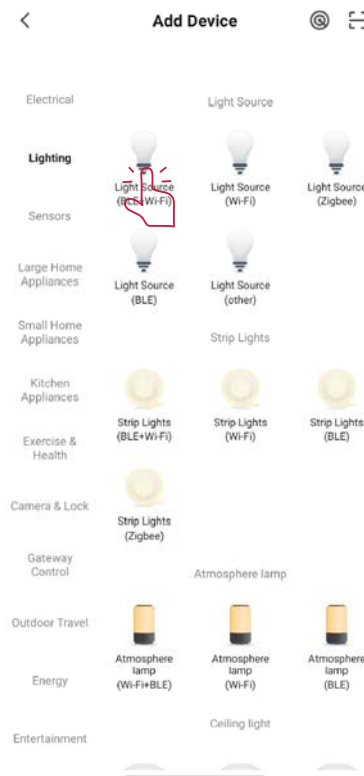 Add Device
Electrical
Lighting
Sensors
Large Home
Appliances
Small Home
Appliances
Kitchen
Appliances
Exercise &
Health
Camera & Lock
Gateway
Control
Outdoor Travel
Energy
Entertainment
Light Source
Light Source
(BLE+Wi-Fi)
Light Source
(Wi-Fi)
Light Source
(Zigbee)
Light Source
(BLE)
Light Source
(other)
Strip Lights
Strip Lights
(BLE+Wi-Fi)
Strip Lights
(Wi-Fi)
Strip Lights
(BLE)
Strip Lights
(Zigbee)
Atmosphere lamp
Atmosphere
lamp
(Wi-Fi+BLE)
Atmosphere
lamp
(Wi-Fi)
Atmosphere
lamp
(BLE)
Ceiling light